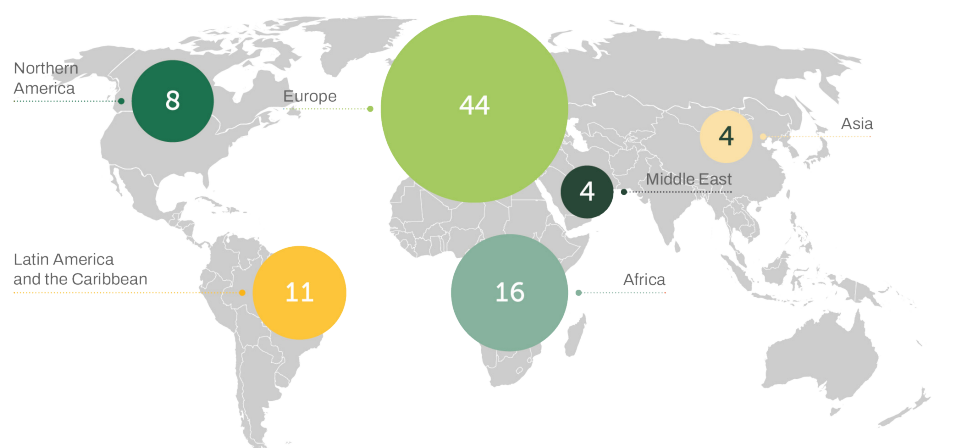 Northern
America
8
Europe
44
4
Asia
4
Middle East
Latin America
and the Caribbean
11
16
Africa